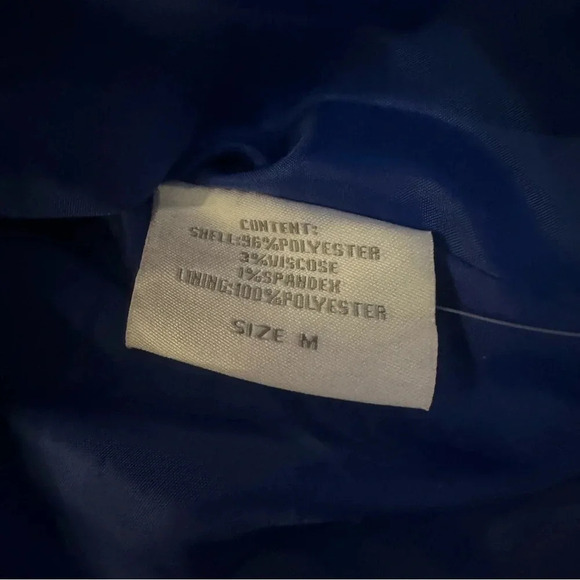 CONTENT:
SHELL:96%POLYESTER
3%VISCOSE
1%SPANDEX
LINING:100%POLYESTER
SIZE M